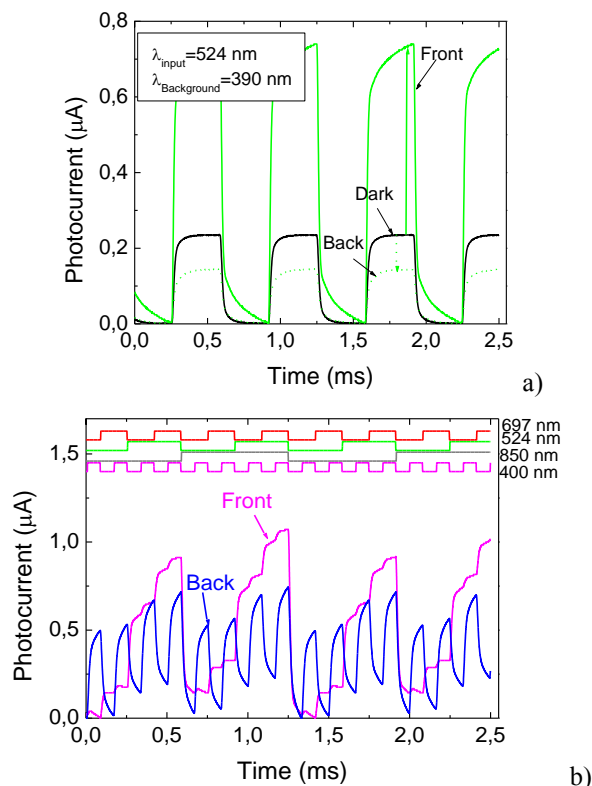 0,8
0,6
0,4
0,2
0,0
Photocurrent (µA)
λinput=524 nm
λBackground=390 nm
Front
Dark
Back
0,0 0,5 1,0 1,5 2,0 2,5
Time (ms)
a)
697 nm
524 nm
850 nm
400 nm
1,5
1,0
0,5
0,0
Photocurrent (µA)
Front
Back
0,0 0,5 1,0 1,5 2,0 2,5
Time (ms)
b)